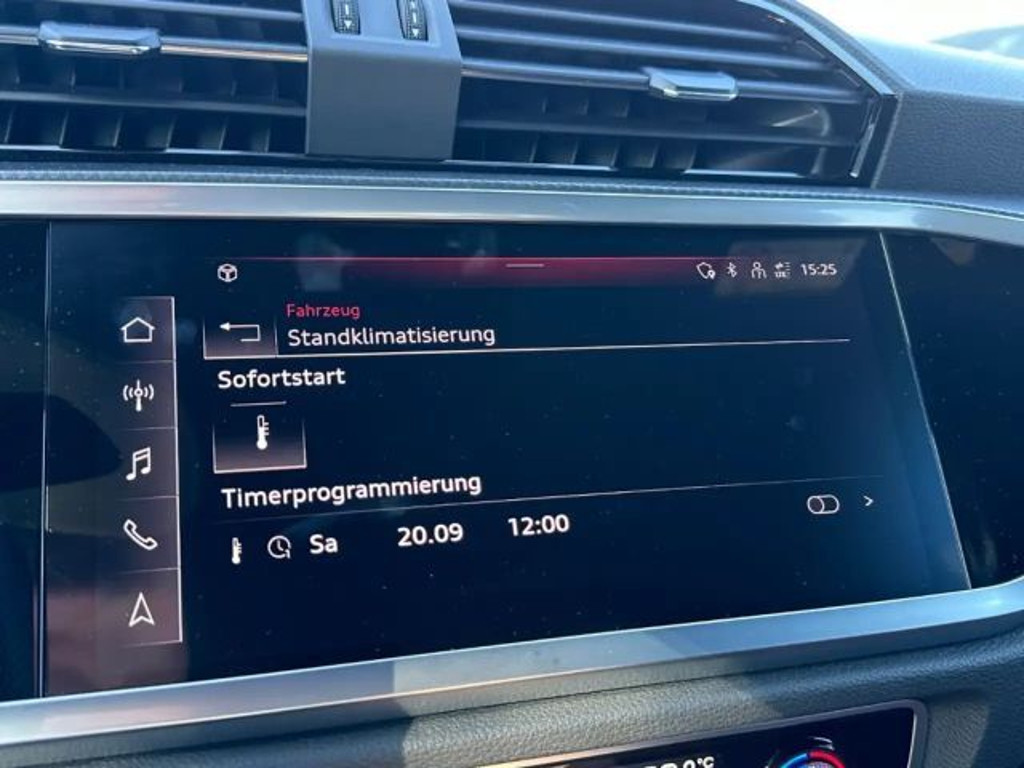 15:25
Fahrzeug
Standklimatisierung
Sofortstart
Timerprogrammierung
Sa 20.09 12:00